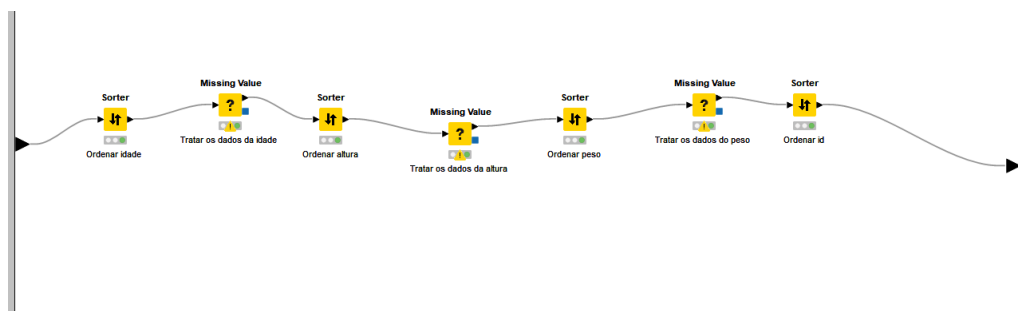 Sorter
Ordenar idade
Missing Value
?
Tratar os dados da idade
Sorter
Ordenar altura
Missing Value
?
Tratar os dados da altura
Sorter
Ordenar peso
Missing Value
?
Tratar os dados do peso
Sorter
Ordenar id